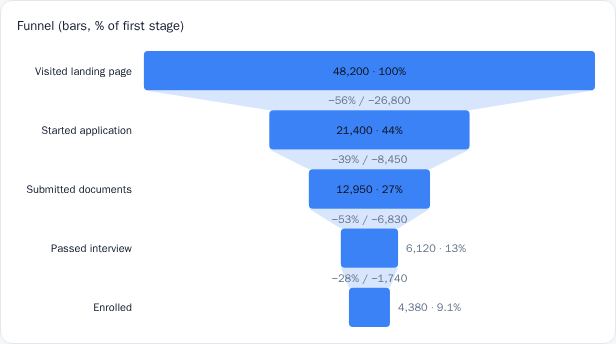 Funnel (bars, % of first stage)
Visited landing page
48,200 · 100%
−56% / −26,800
Started application
21,400 · 44%
−39% / −8,450
Submitted documents
12,950 · 27%
−53% / −6,830
Passed interview
6,120 · 13%
−28% / −1,740
Enrolled
4,380 · 9.1%